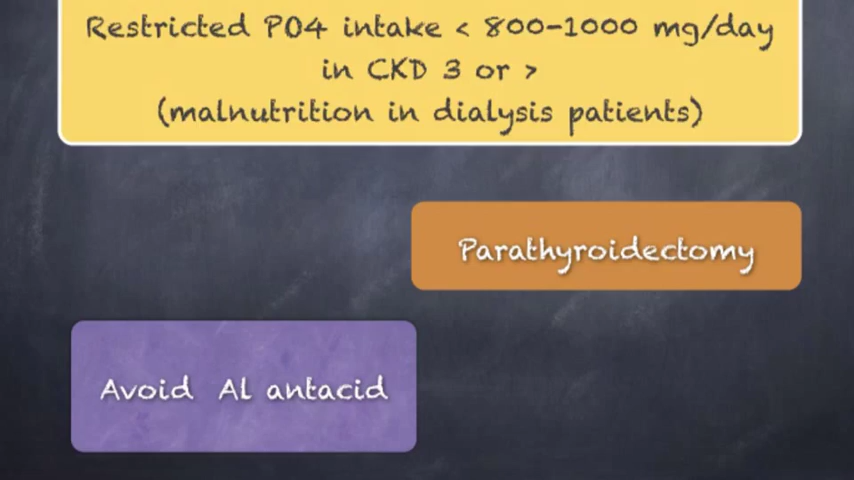 Restricted PO4 intake < 800-1000 mg/day
in CKD 3 or >
(malnutrition in dialysis patients)
Parathyroidectomy
Avoid Al antacid